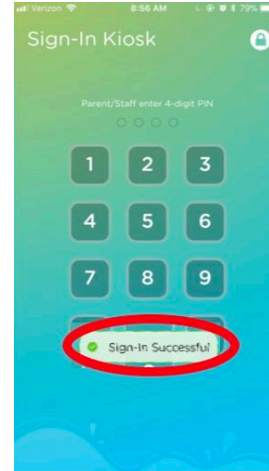 Verizon 8:56 AM 79%
Sign-In Kiosk
Parent/Staff enter 4-digit PIN
1 2 3
4 5 6
7 8 9
Sign-In Successful